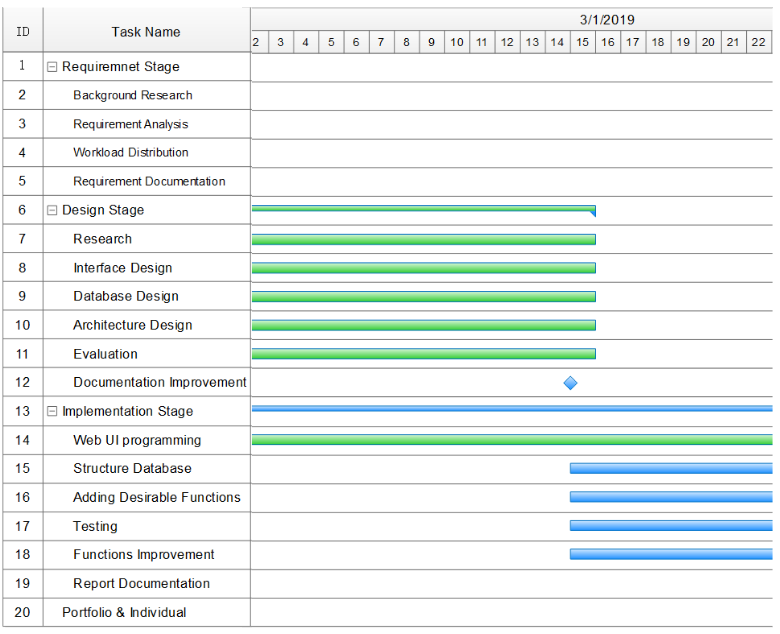 ID Task Name 3/1/2019
2 3 4 5 6 7 8 9 10 11 12 13 14 15 16 17 18 19 20 21 22
1 Requiremnet Stage
2 Background Research
3 Requirement Analysis
4 Workload Distribution
5 Requirement Documentation
6 Design Stage
7 Research
8 Interface Design
9 Database Design
10 Architecture Design
11 Evaluation
12 Documentation Improvement
13 Implementation Stage
14 Web UI programming
15 Structure Database
16 Adding Desirable Functions
17 Testing
18 Functions Improvement
19 Report Documentation
20 Portfolio & Individual